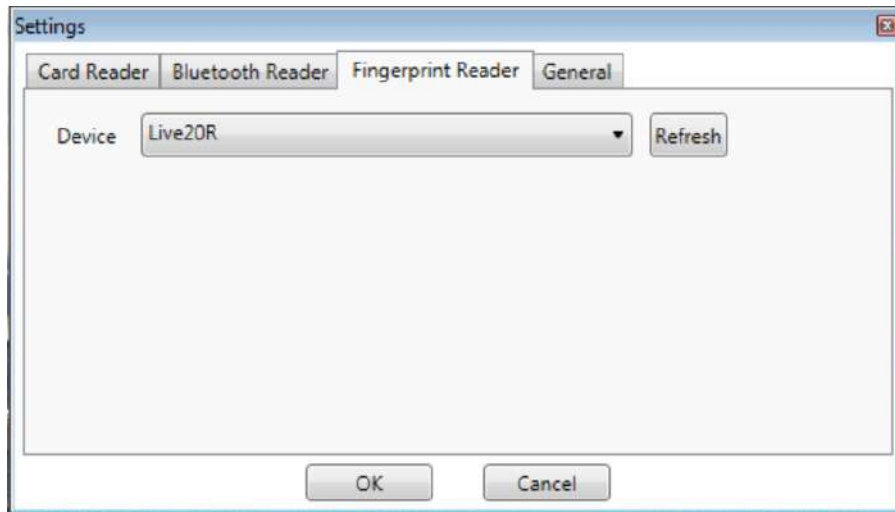 Settings
Card Reader Bluetooth Reader Fingerprint Reader General
Device Live20R Refresh
OK Cancel